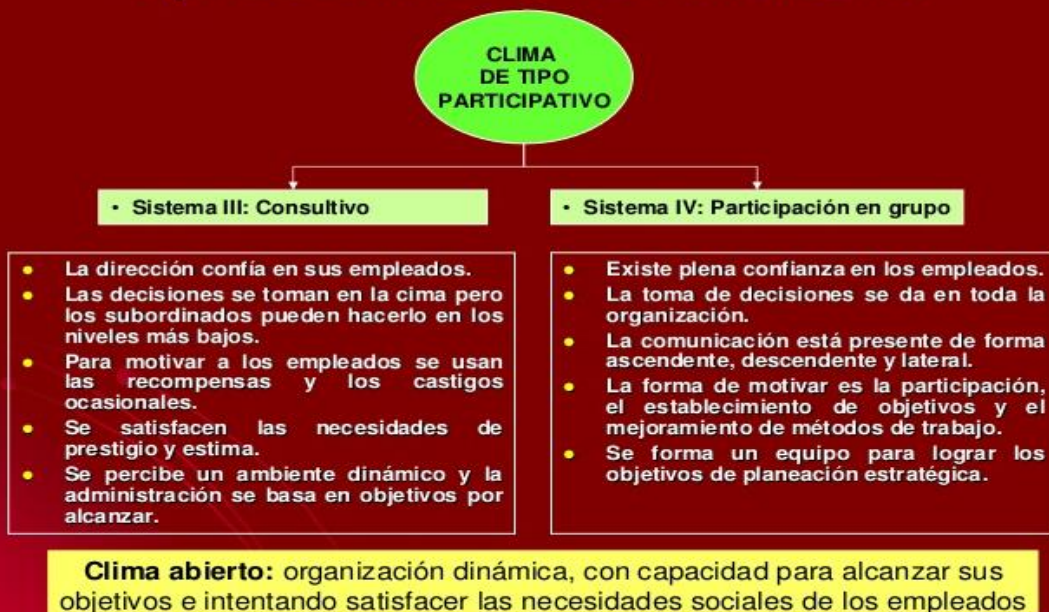 CLIMA
DE TIPO
PARTICIPATIVO
• Sistema III: Consultivo
• La dirección confía en sus empleados.
• Las decisiones se toman en la cima pero
los subordinados pueden hacerlo en los
niveles más bajos.
• Para motivar a los empleados se usan
las recompensas y los castigos
ocasionales.
• Se satisfacen las necesidades de
prestigio y estima.
• Se percibe un ambiente dinámico y la
administración se basa en objetivos por
alcanzar.
• Sistema IV: Participación en grupo
• Existe plena confianza en los empleados.
• La toma de decisiones se da en toda la
organización.
• La comunicación está presente de forma
ascendente, descendente y lateral.
• La forma de motivar es la participación,
el establecimiento de objetivos y el
mejoramiento de métodos de trabajo.
• Se forma un equipo para lograr los
objetivos de planeación estratégica.
Clima abierto: organización dinámica, con capacidad para alcanzar sus
objetivos e intentando satisfacer las necesidades sociales de los empleados